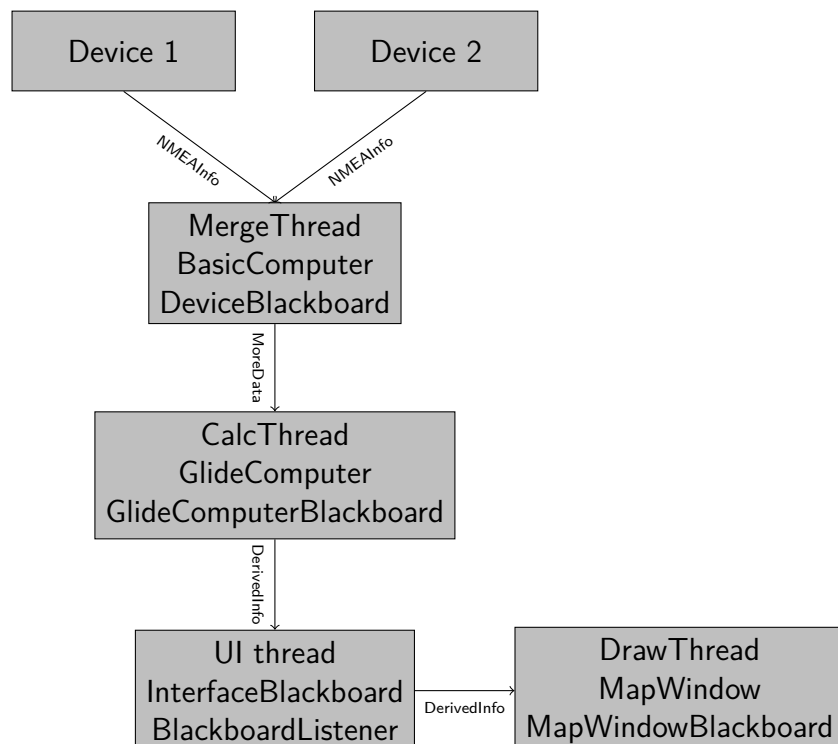 Device 1
Device 2
NMEAInfo
NMEAInfo
MergeThread
BasicComputer
DeviceBlackboard
MoreData
CalcThread
GlideComputer
GlideComputerBlackboard
DerivedInfo
UI thread
InterfaceBlackboard
BlackboardListener
DerivedInfo
DrawThread
MapWindow
MapWindowBlackboard